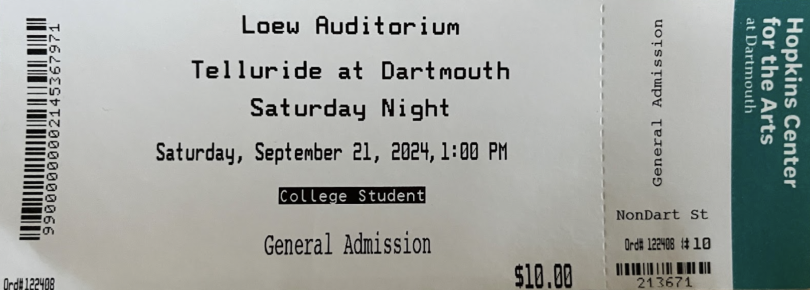 Loew Auditorium
Telluride at Dartmouth
Saturday Night
Saturday, September 21, 2024, 1:00 PM
College Student
General Admission
$10.00
Ord# 122408
990000000002145367971
General Admission
NonDart St
Ord# 122408 10
213671
Hopkins Center
for the Arts
at Dartmouth